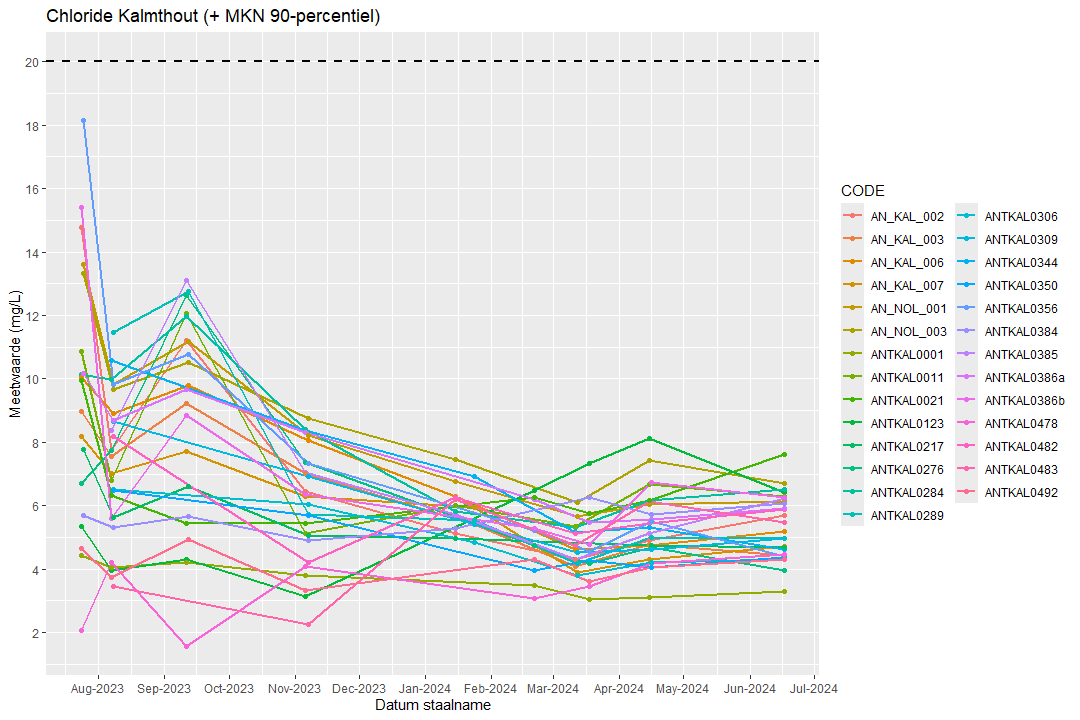 Chloride Kalmthout (+ MKN 90-percentiel)
Meetwaarde (mg/L)
20
18
16
14
12
10
8
6
4
2
Aug-2023 Sep-2023 Oct-2023 Nov-2023 Dec-2023 Jan-2024 Feb-2024 Mar-2024 Apr-2024 May-2024 Jun-2024 Jul-2024
Datum staalname
CODE
AN_KAL_002
AN_KAL_003
AN_KAL_006
AN_KAL_007
AN_NOL_001
AN_NOL_003
ANTKAL0001
ANTKAL0011
ANTKAL0021
ANTKAL0123
ANTKAL0217
ANTKAL0276
ANTKAL0284
ANTKAL0289
ANTKAL0306
ANTKAL0309
ANTKAL0344
ANTKAL0350
ANTKAL0356
ANTKAL0384
ANTKAL0385
ANTKAL0386a
ANTKAL0386b
ANTKAL0478
ANTKAL0482
ANTKAL0483
ANTKAL0492